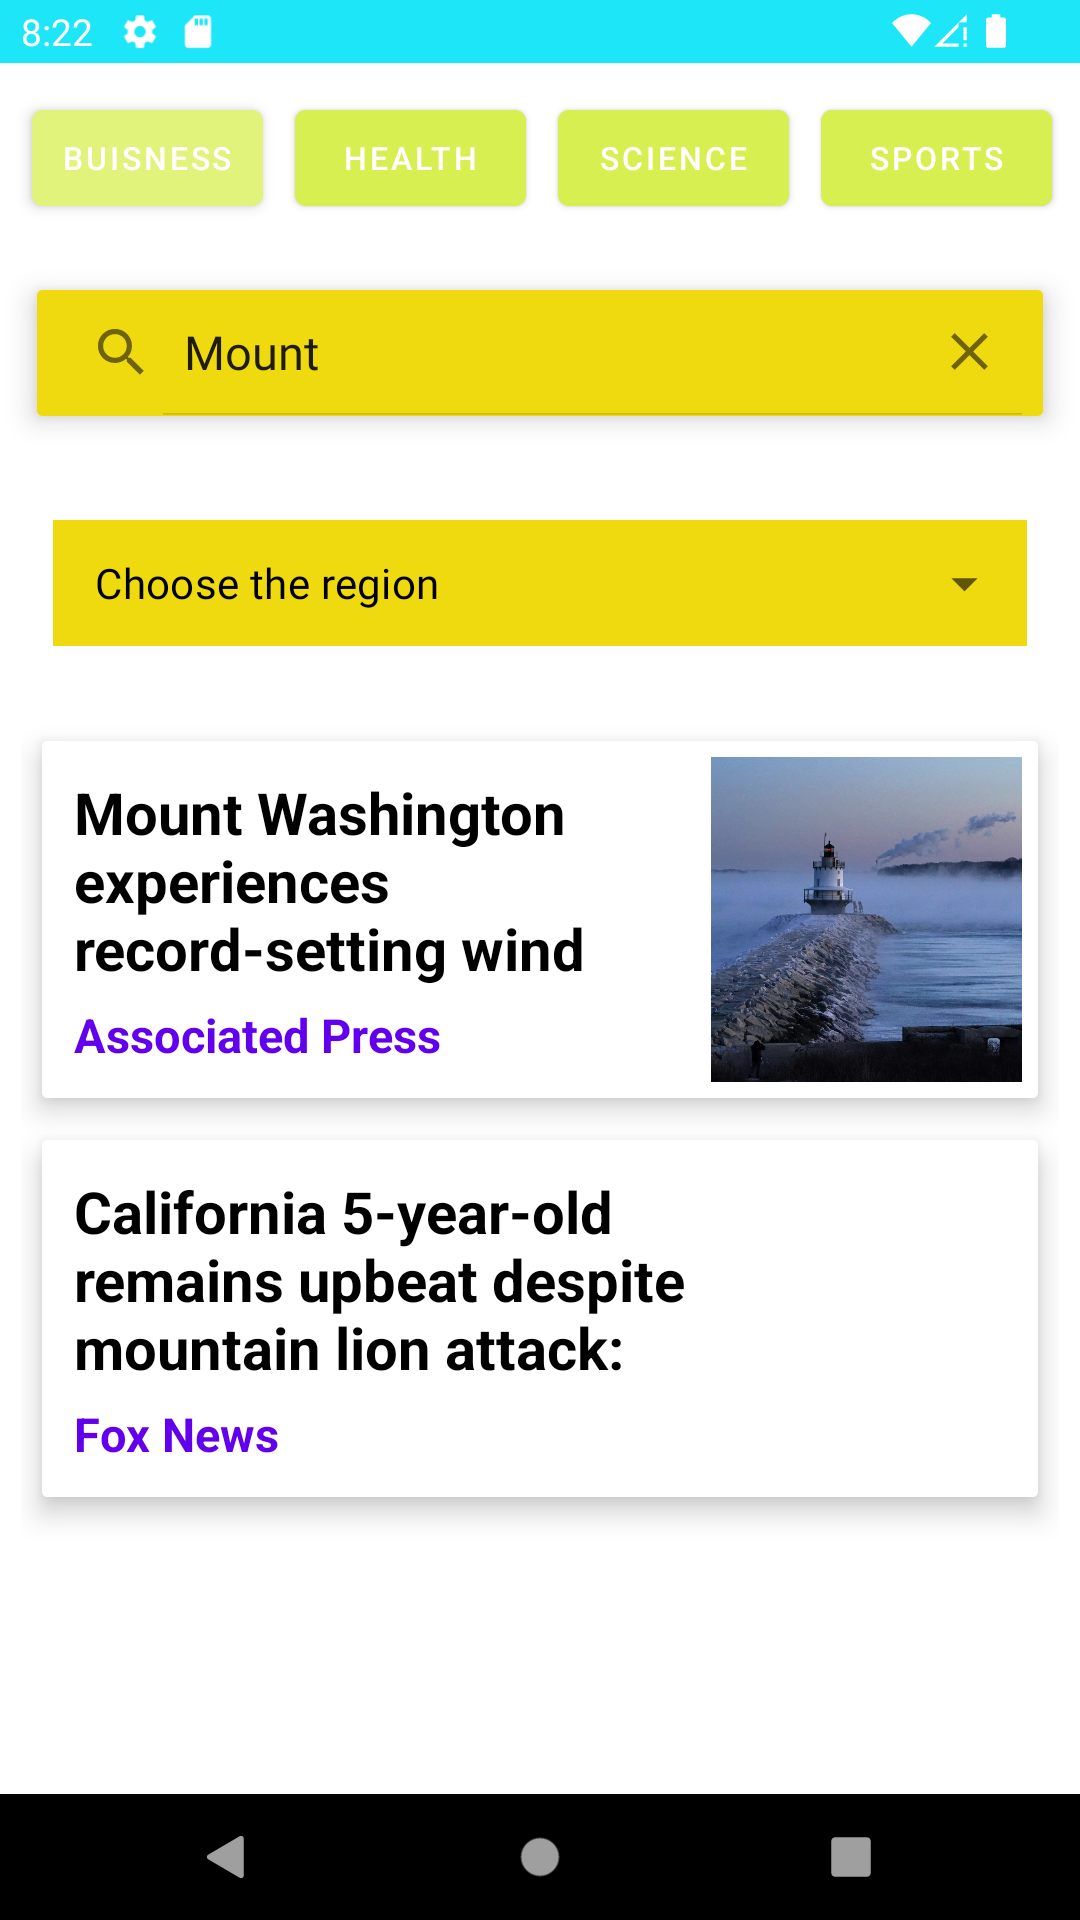 8:22
BUISNESS HEALTH SCIENCE SPORTS
Mount
Choose the region
Mount Washington
experiences
record-setting wind
Associated Press
California 5-year-old
remains upbeat despite
mountain lion attack:
Fox News